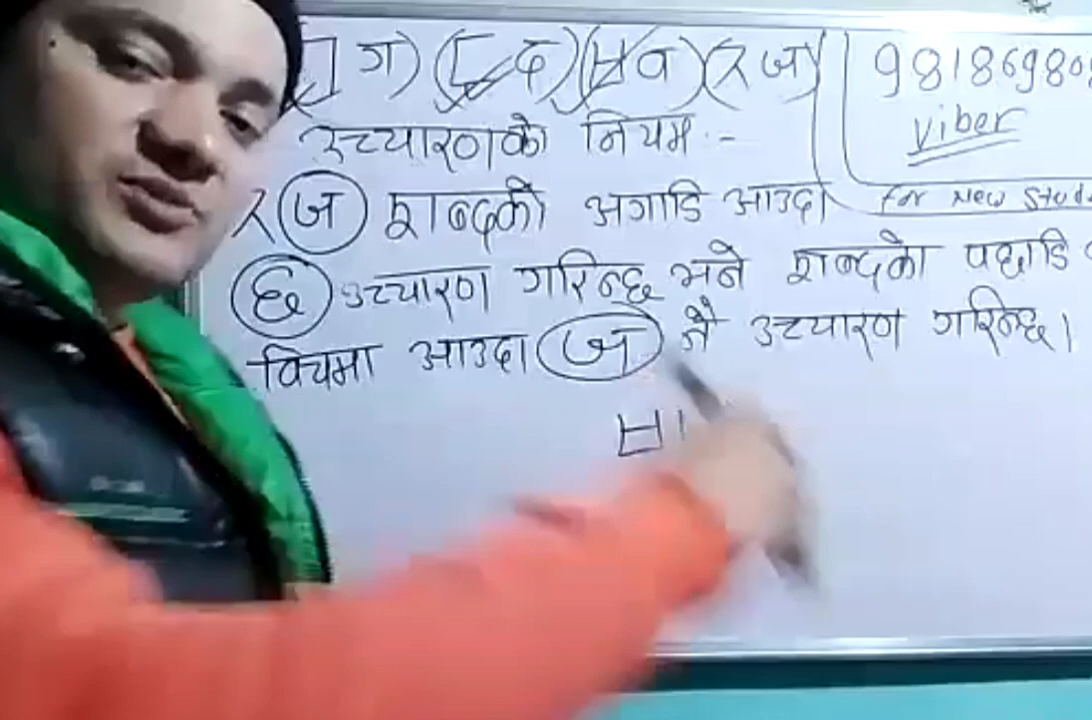 ग) (ㄷ द) (ㅂ व) (ㅈ ज)
उच्चारणको नियम :-
ㅈ ज शब्दको अगाडि आउदा
छ उच्चारण गरिन्छ भने शब्दको पछाडि
विचमा आउदा ज नै उच्चारण गरिन्छ।
ㅂ
9818698
Viber
For New